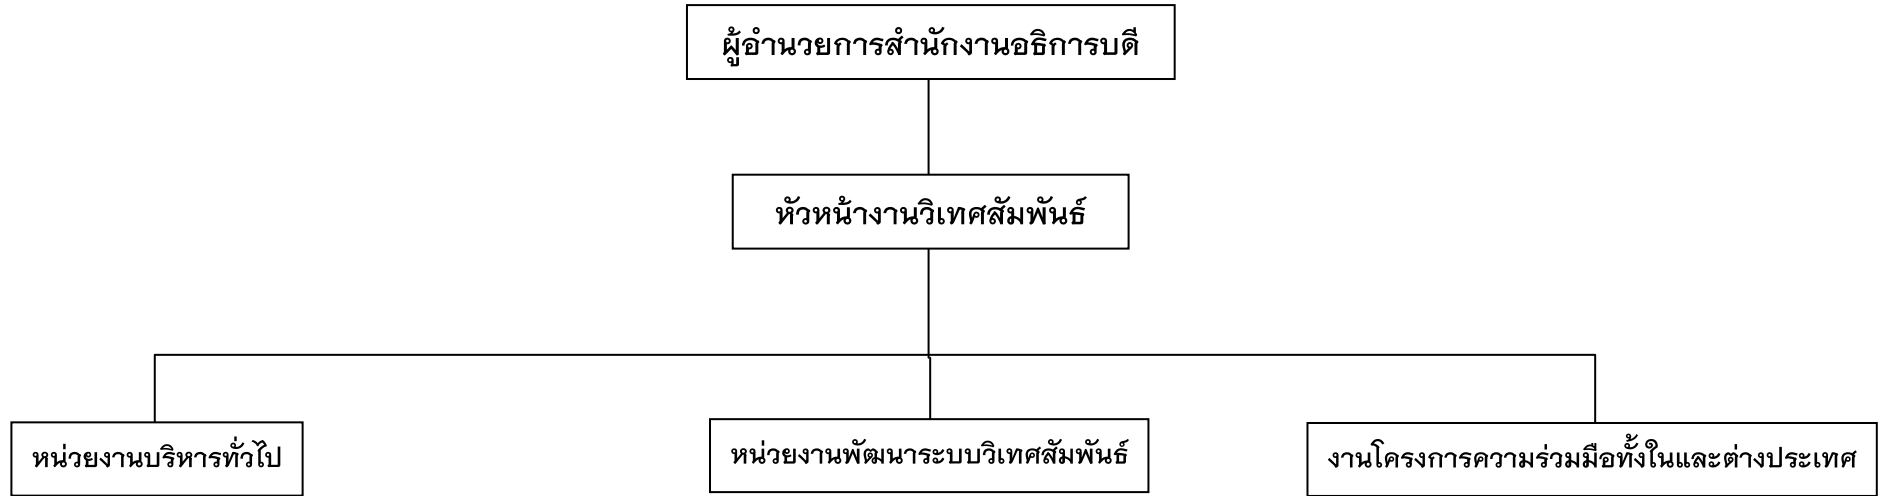 ผู้อำนวยการสำนักงานอธิการบดี
หัวหน้างานวิเทศสัมพันธ์
หน่วยงานบริหารทั่วไป
หน่วยงานพัฒนาระบบวิเทศสัมพันธ์
งานโครงการความร่วมมือทั้งในและต่างประเทศ